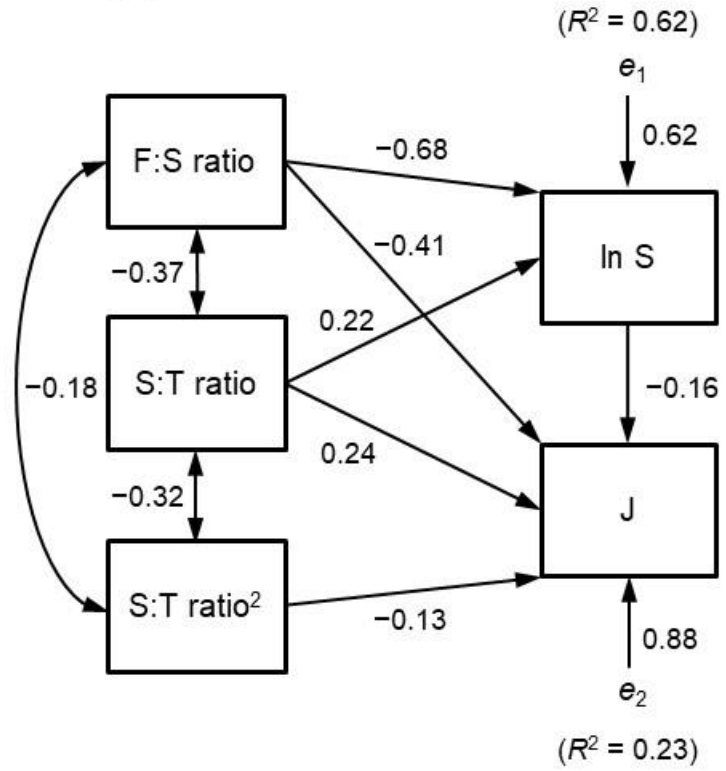 (R² = 0.62)
e₁
0.62
F:S ratio
−0.68
ln S
−0.41
−0.37
0.22
S:T ratio
−0.18
−0.16
0.24
−0.32
J
S:T ratio²
−0.13
0.88
e₂
(R² = 0.23)